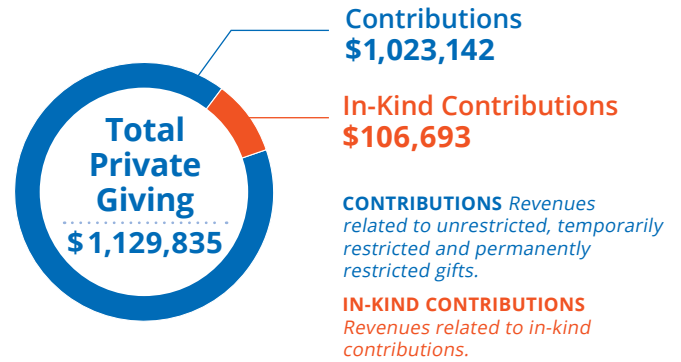 Contributions
$1,023,142
In-Kind Contributions
$106,693
Total
Private
Giving
$1,129,835
CONTRIBUTIONS Revenues
related to unrestricted, temporarily
restricted and permanently
restricted gifts.
IN-KIND CONTRIBUTIONS
Revenues related to in-kind
contributions.